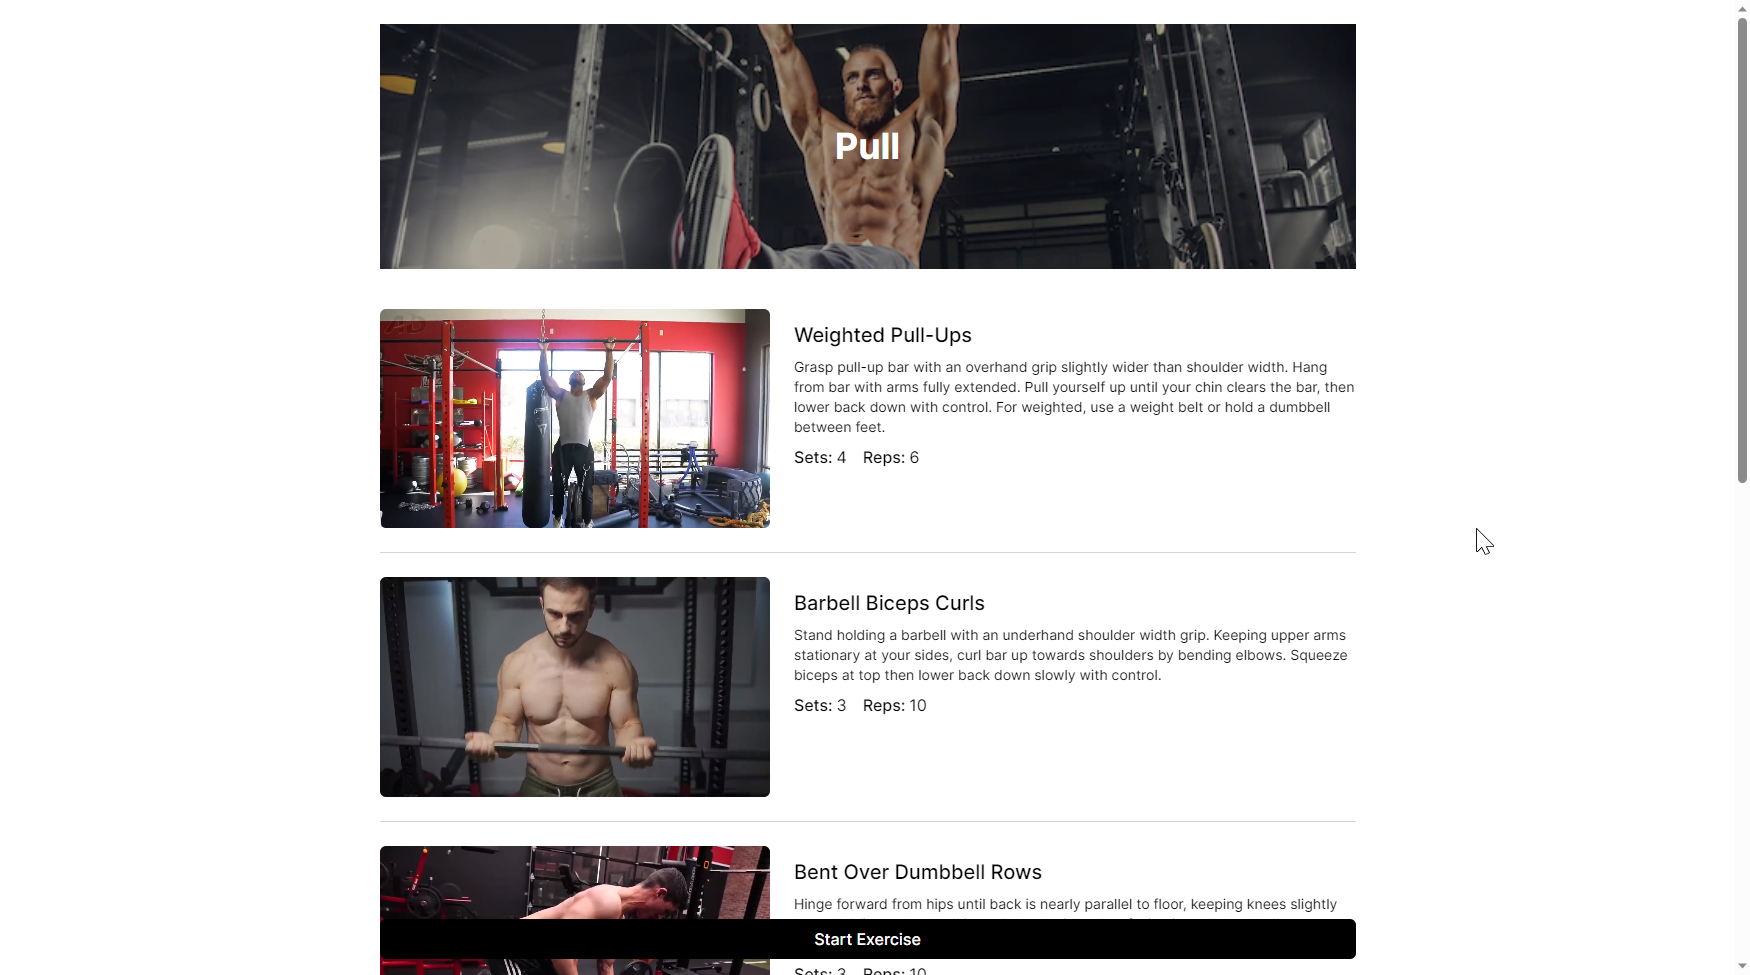 Pull
Weighted Pull-Ups
Grasp pull-up bar with an overhand grip slightly wider than shoulder width. Hang
from bar with arms fully extended. Pull yourself up until your chin clears the bar, then
lower back down with control. For weighted, use a weight belt or hold a dumbbell
between feet.
Sets: 4 Reps: 6
Barbell Biceps Curls
Stand holding a barbell with an underhand shoulder width grip. Keeping upper arms
stationary at your sides, curl bar up towards shoulders by bending elbows. Squeeze
biceps at top then lower back down slowly with control.
Sets: 3 Reps: 10
Bent Over Dumbbell Rows
Hinge forward from hips until back is nearly parallel to floor, keeping knees slightly
Start Exercise
Sets: 3 Reps: 10